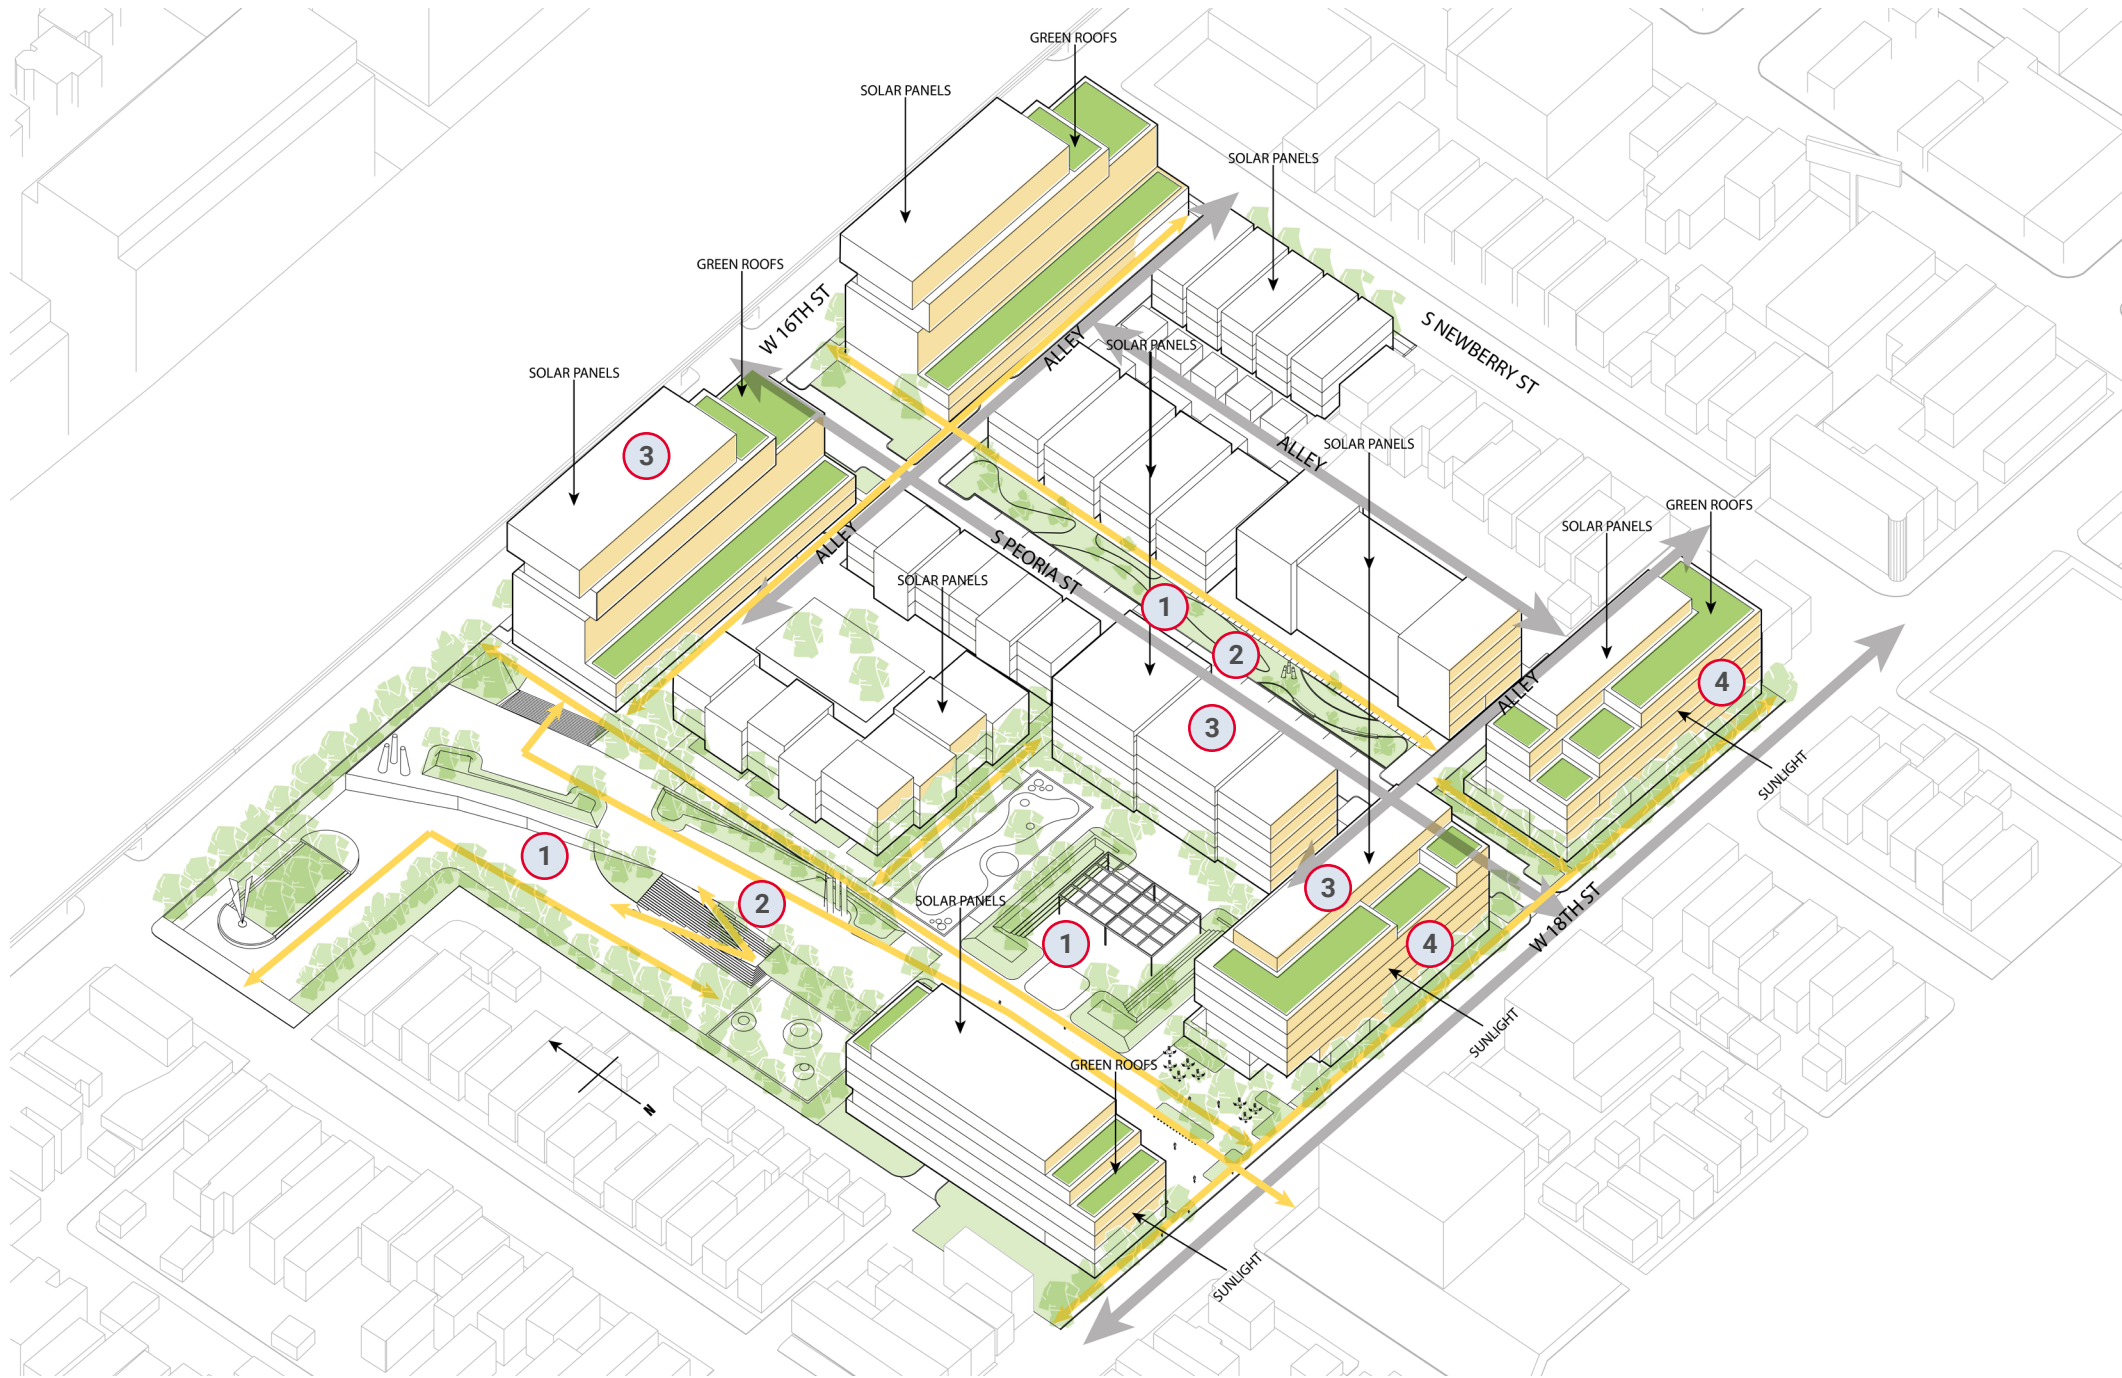 GREEN ROOFS
SOLAR PANELS
SOLAR PANELS
GREEN ROOFS
W 16TH ST
S NEWBERRY ST
ALLEY
SOLAR PANELS
SOLAR PANELS
3
ALLEY
SOLAR PANELS
GREEN ROOFS
SOLAR PANELS
ALLEY
S PEORIA ST
SOLAR PANELS
1
2
4
ALLEY
3
SUNLIGHT
1
2
SOLAR PANELS
3
1
4
W 18TH ST
SUNLIGHT
GREEN ROOFS
N
SUNLIGHT